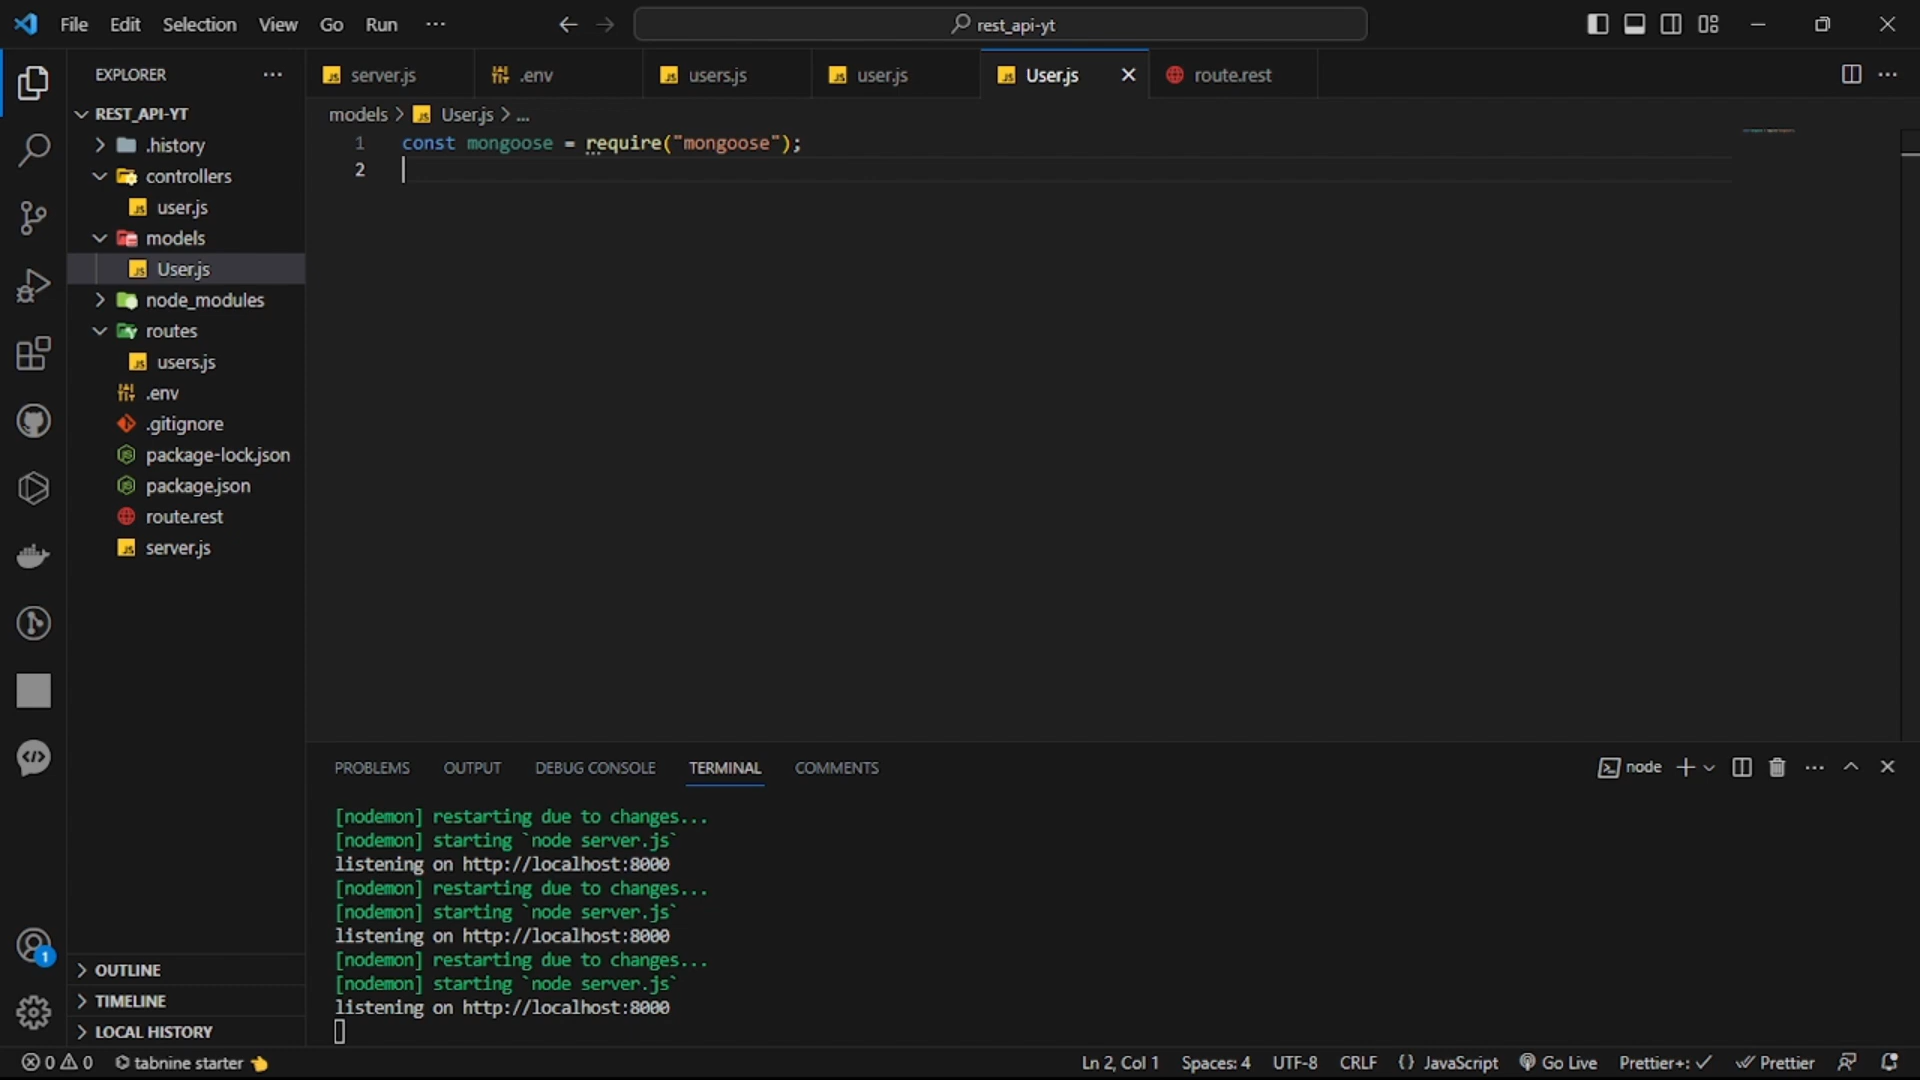 File Edit Selection View Go Run ...
rest_api-yt
EXPLORER ...
server.js .env users.js user.js User.js route.rest ...
REST_API-YT
.history
controllers
user.js
models
User.js
node_modules
routes
users.js
.env
.gitignore
package-lock.json
package.json
route.rest
server.js
OUTLINE
TIMELINE
LOCAL HISTORY
models > User.js > ...
1 const mongoose = require("mongoose");
2
PROBLEMS OUTPUT DEBUG CONSOLE TERMINAL COMMENTS
node ...
[nodemon] restarting due to changes...
[nodemon] starting `node server.js`
listening on http://localhost:8000
[nodemon] restarting due to changes...
[nodemon] starting `node server.js`
listening on http://localhost:8000
[nodemon] restarting due to changes...
[nodemon] starting `node server.js`
listening on http://localhost:8000
1
0 0 tabnine starter Ln 2, Col 1 Spaces: 4 UTF-8 CRLF {} JavaScript Go Live Prettier+: ✓ Prettier